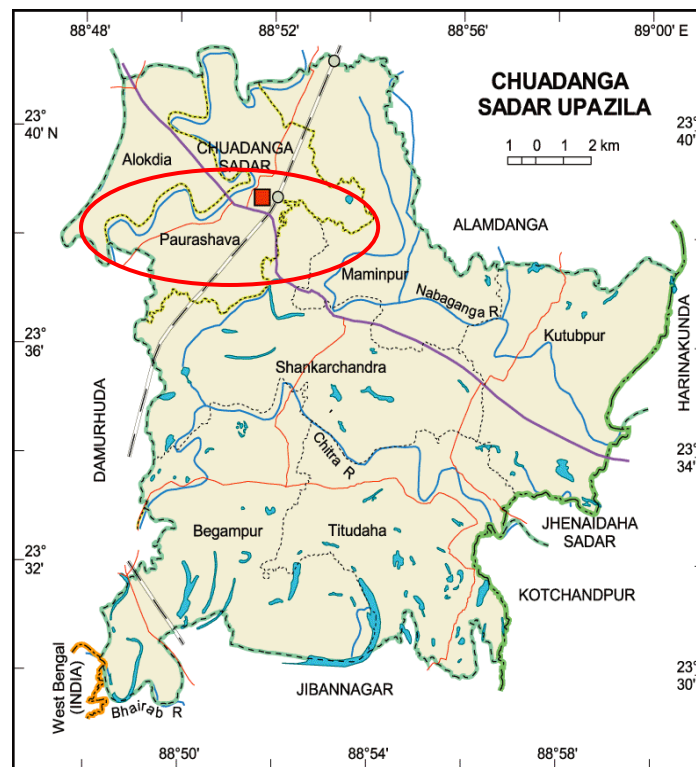 88°48'
88°52'
88°56'
89°00' E
CHUADANGA
SADAR UPAZILA
1 0 1 2 km
23°
40' N
23°
40'
Alokdia
CHUADANGA
SADAR
Paurashava
ALAMDANGA
Maminpur
Nabaganga R
Kutubpur
HARINAKUNDA
23°
36'
Shankarchandra
DAMURHUDA
Chitra R
23°
34'
Begampur
Titudaha
JHENAIDAHA
SADAR
23°
32'
KOTCHANDPUR
West Bengal
(INDIA)
Bhairab R
JIBANNAGAR
23°
30'
88°50'
88°54'
88°58'